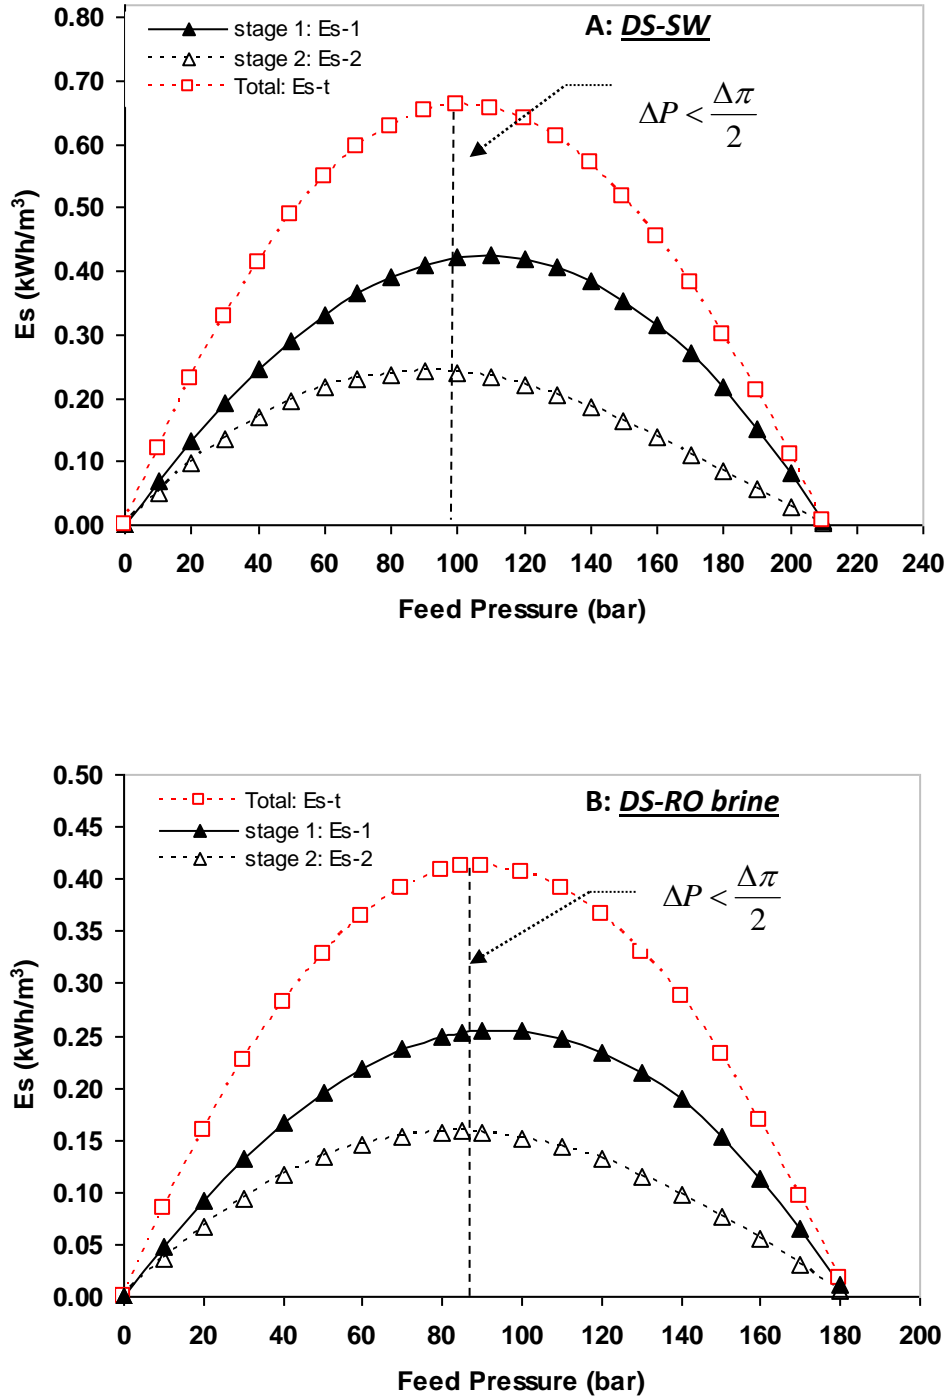 A: DS-SW
stage 1: Es-1
stage 2: Es-2
Total: Es-t
ΔP < Δπ/2
Es (kWh/m³)
0.80
0.70
0.60
0.50
0.40
0.30
0.20
0.10
0.00
0 20 40 60 80 100 120 140 160 180 200 220 240
Feed Pressure (bar)
B: DS-RO brine
Total: Es-t
stage 1: Es-1
stage 2: Es-2
ΔP < Δπ/2
Es (kWh/m³)
0.50
0.45
0.40
0.35
0.30
0.25
0.20
0.15
0.10
0.05
0.00
0 20 40 60 80 100 120 140 160 180 200
Feed Pressure (bar)